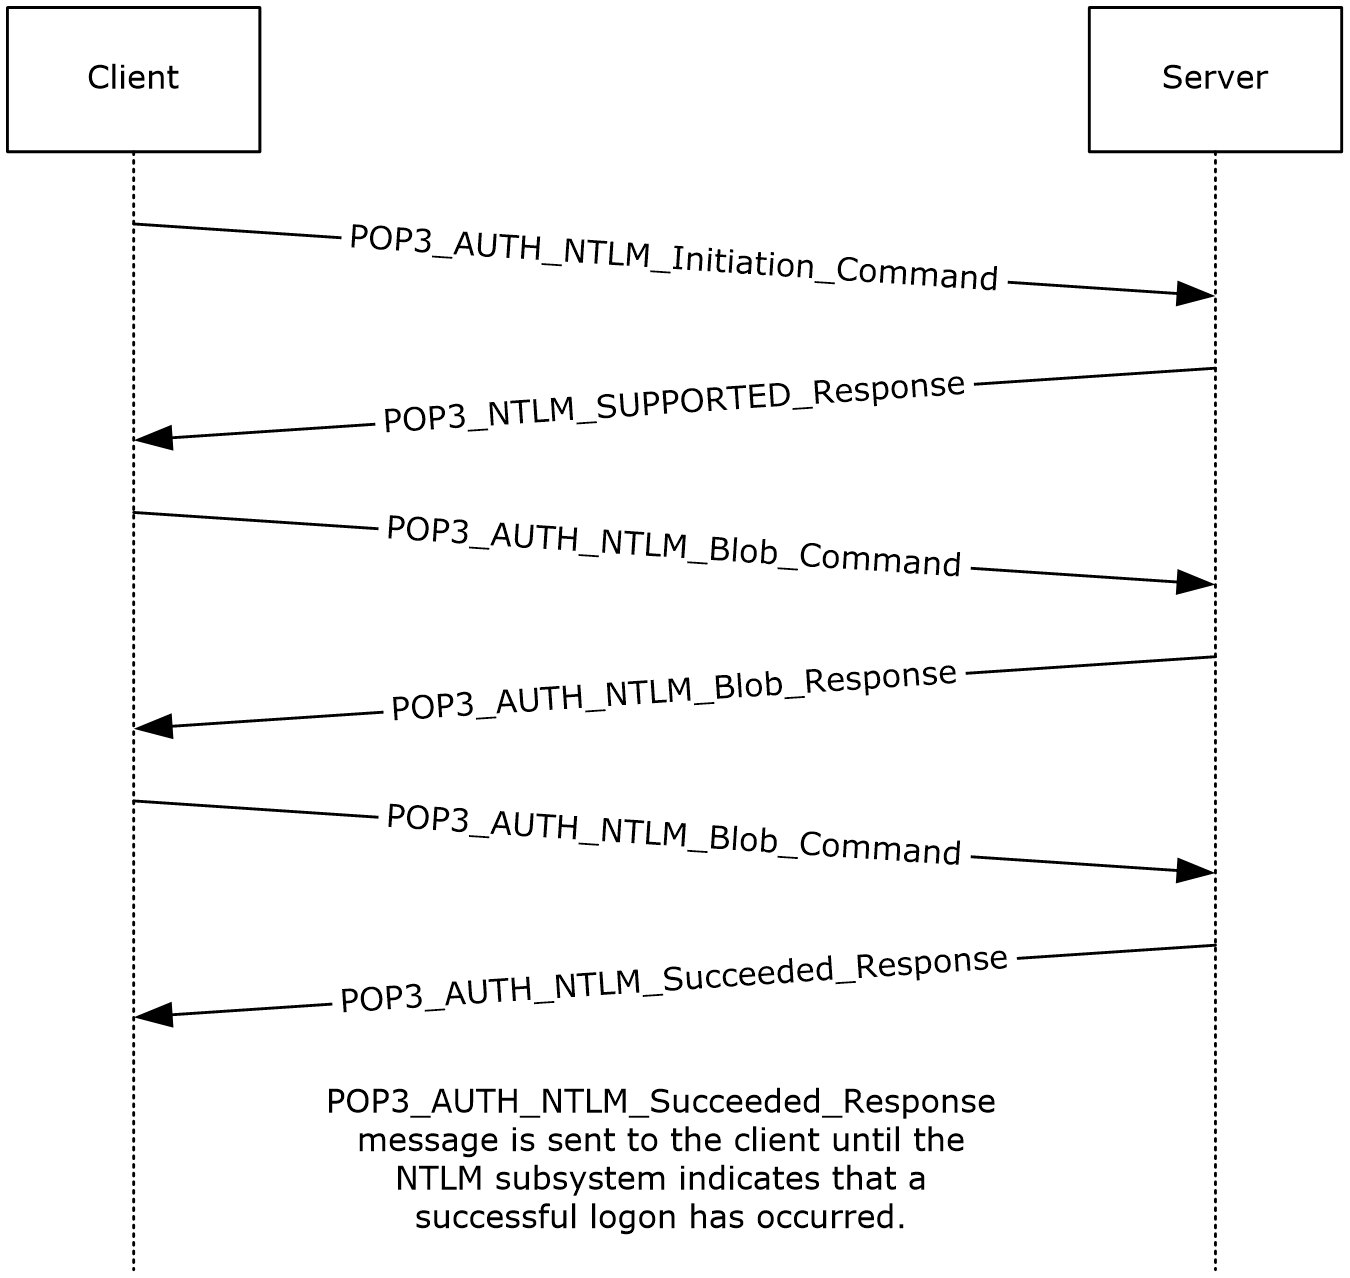 Client
Server
POP3_AUTH_NTLM_Initiation_Command
POP3_NTLM_SUPPORTED_Response
POP3_AUTH_NTLM_Blob_Command
POP3_AUTH_NTLM_Blob_Response
POP3_AUTH_NTLM_Blob_Command
POP3_AUTH_NTLM_Succeeded_Response
POP3_AUTH_NTLM_Succeeded_Response
message is sent to the client until the
NTLM subsystem indicates that a
successful logon has occurred.